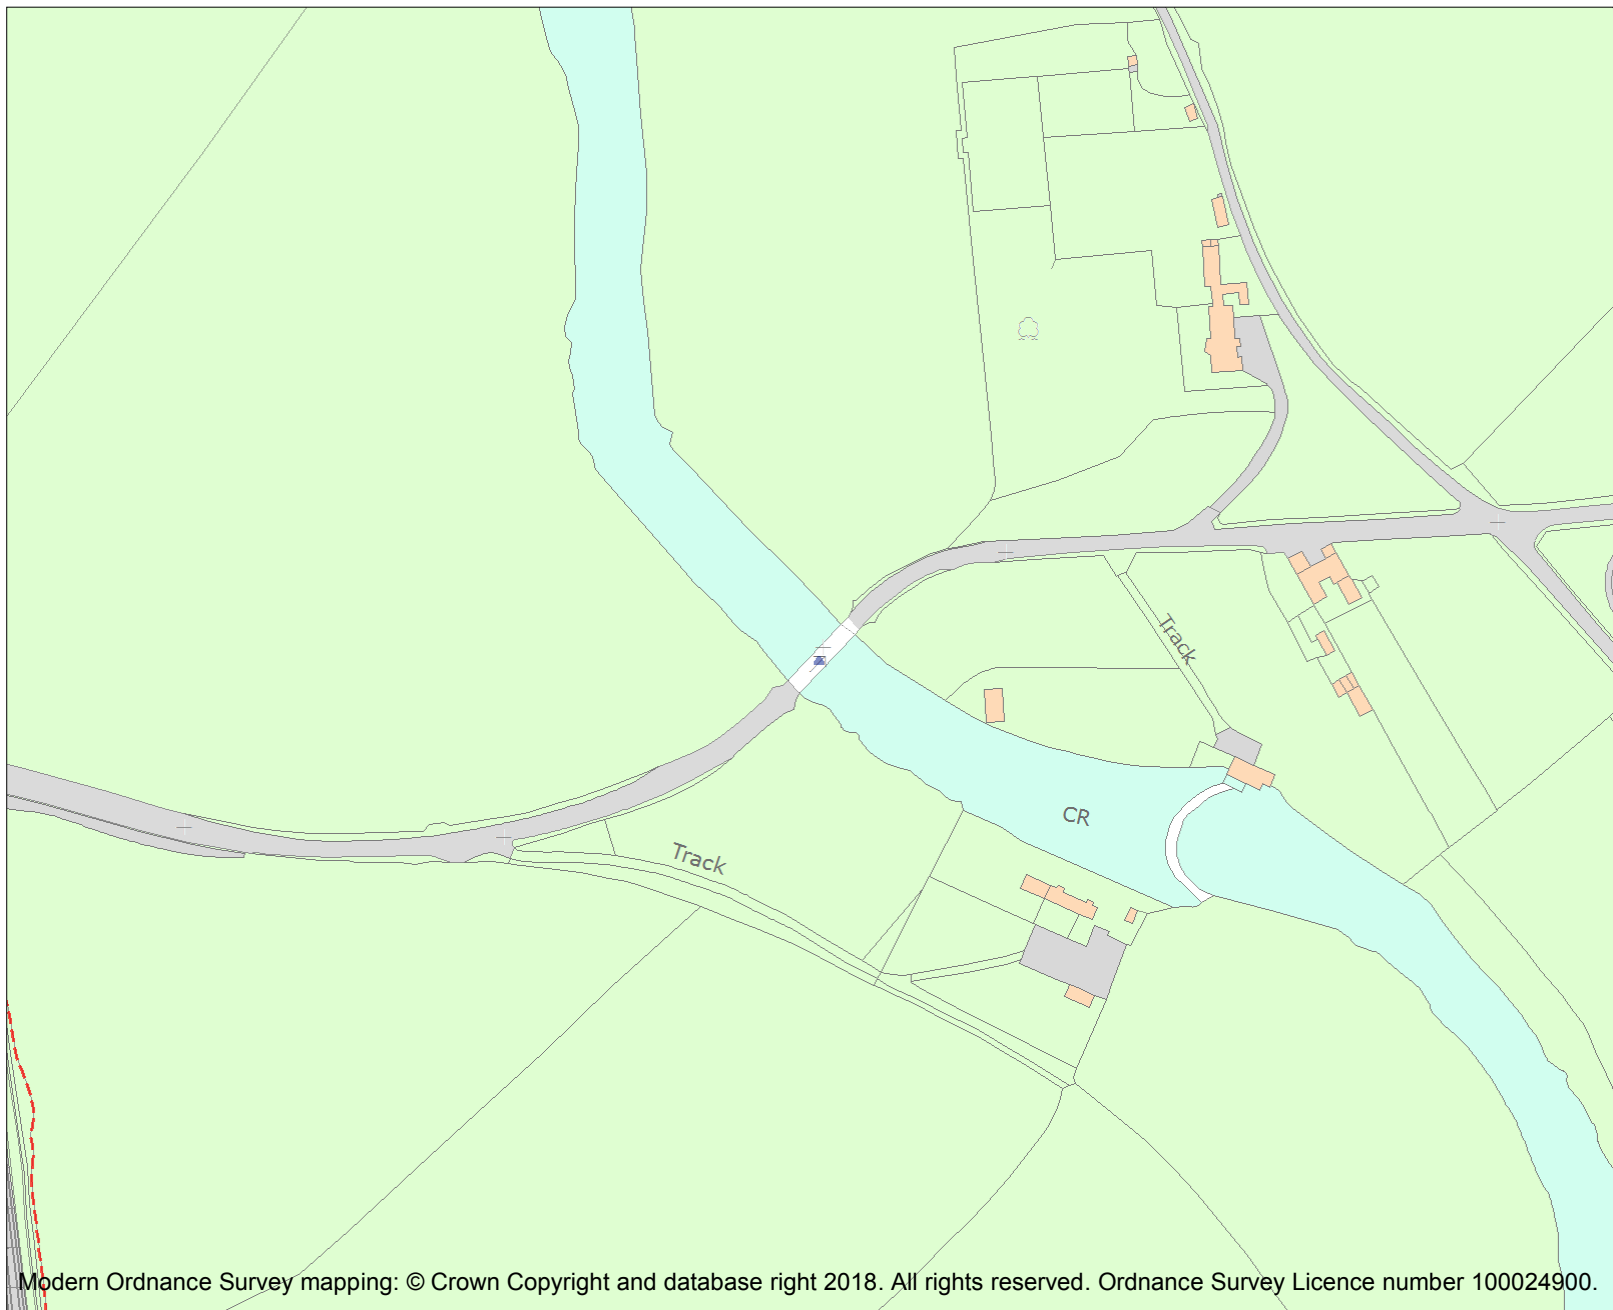 Track
CR
Track
Modern Ordnance Survey mapping: © Crown Copyright and database right 2018. All rights reserved. Ordnance Survey Licence number 100024900.